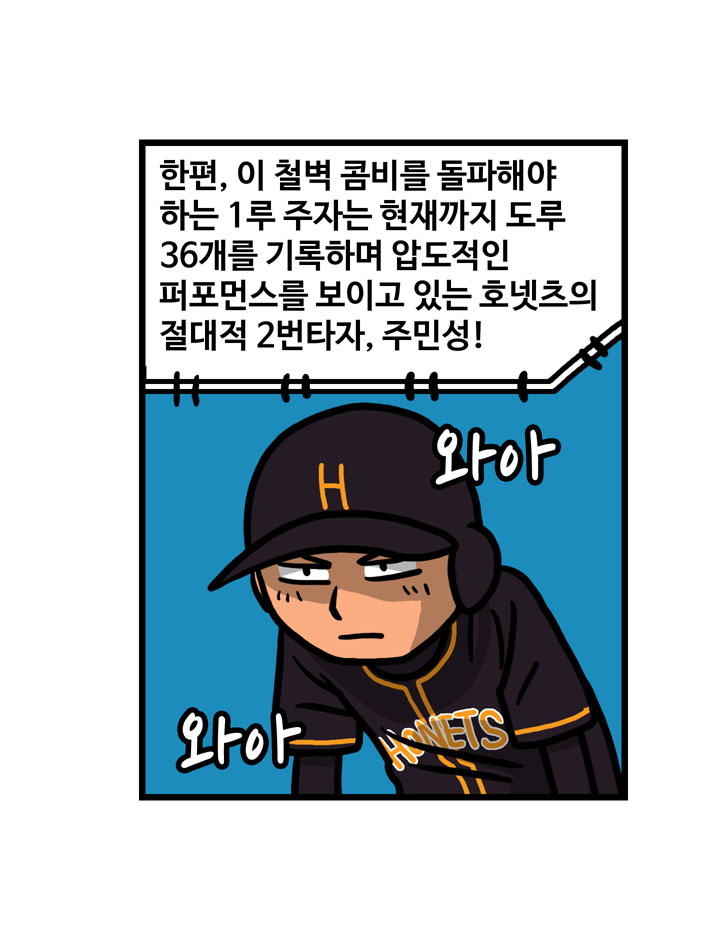 한편, 이 철벽 콤비를 돌파해야
하는 1루 주자는 현재까지 도루
36개를 기록하며 압도적인
퍼포먼스를 보이고 있는 호넷츠의
절대적 2번타자, 주민성!
와아
H
와아
HONETS